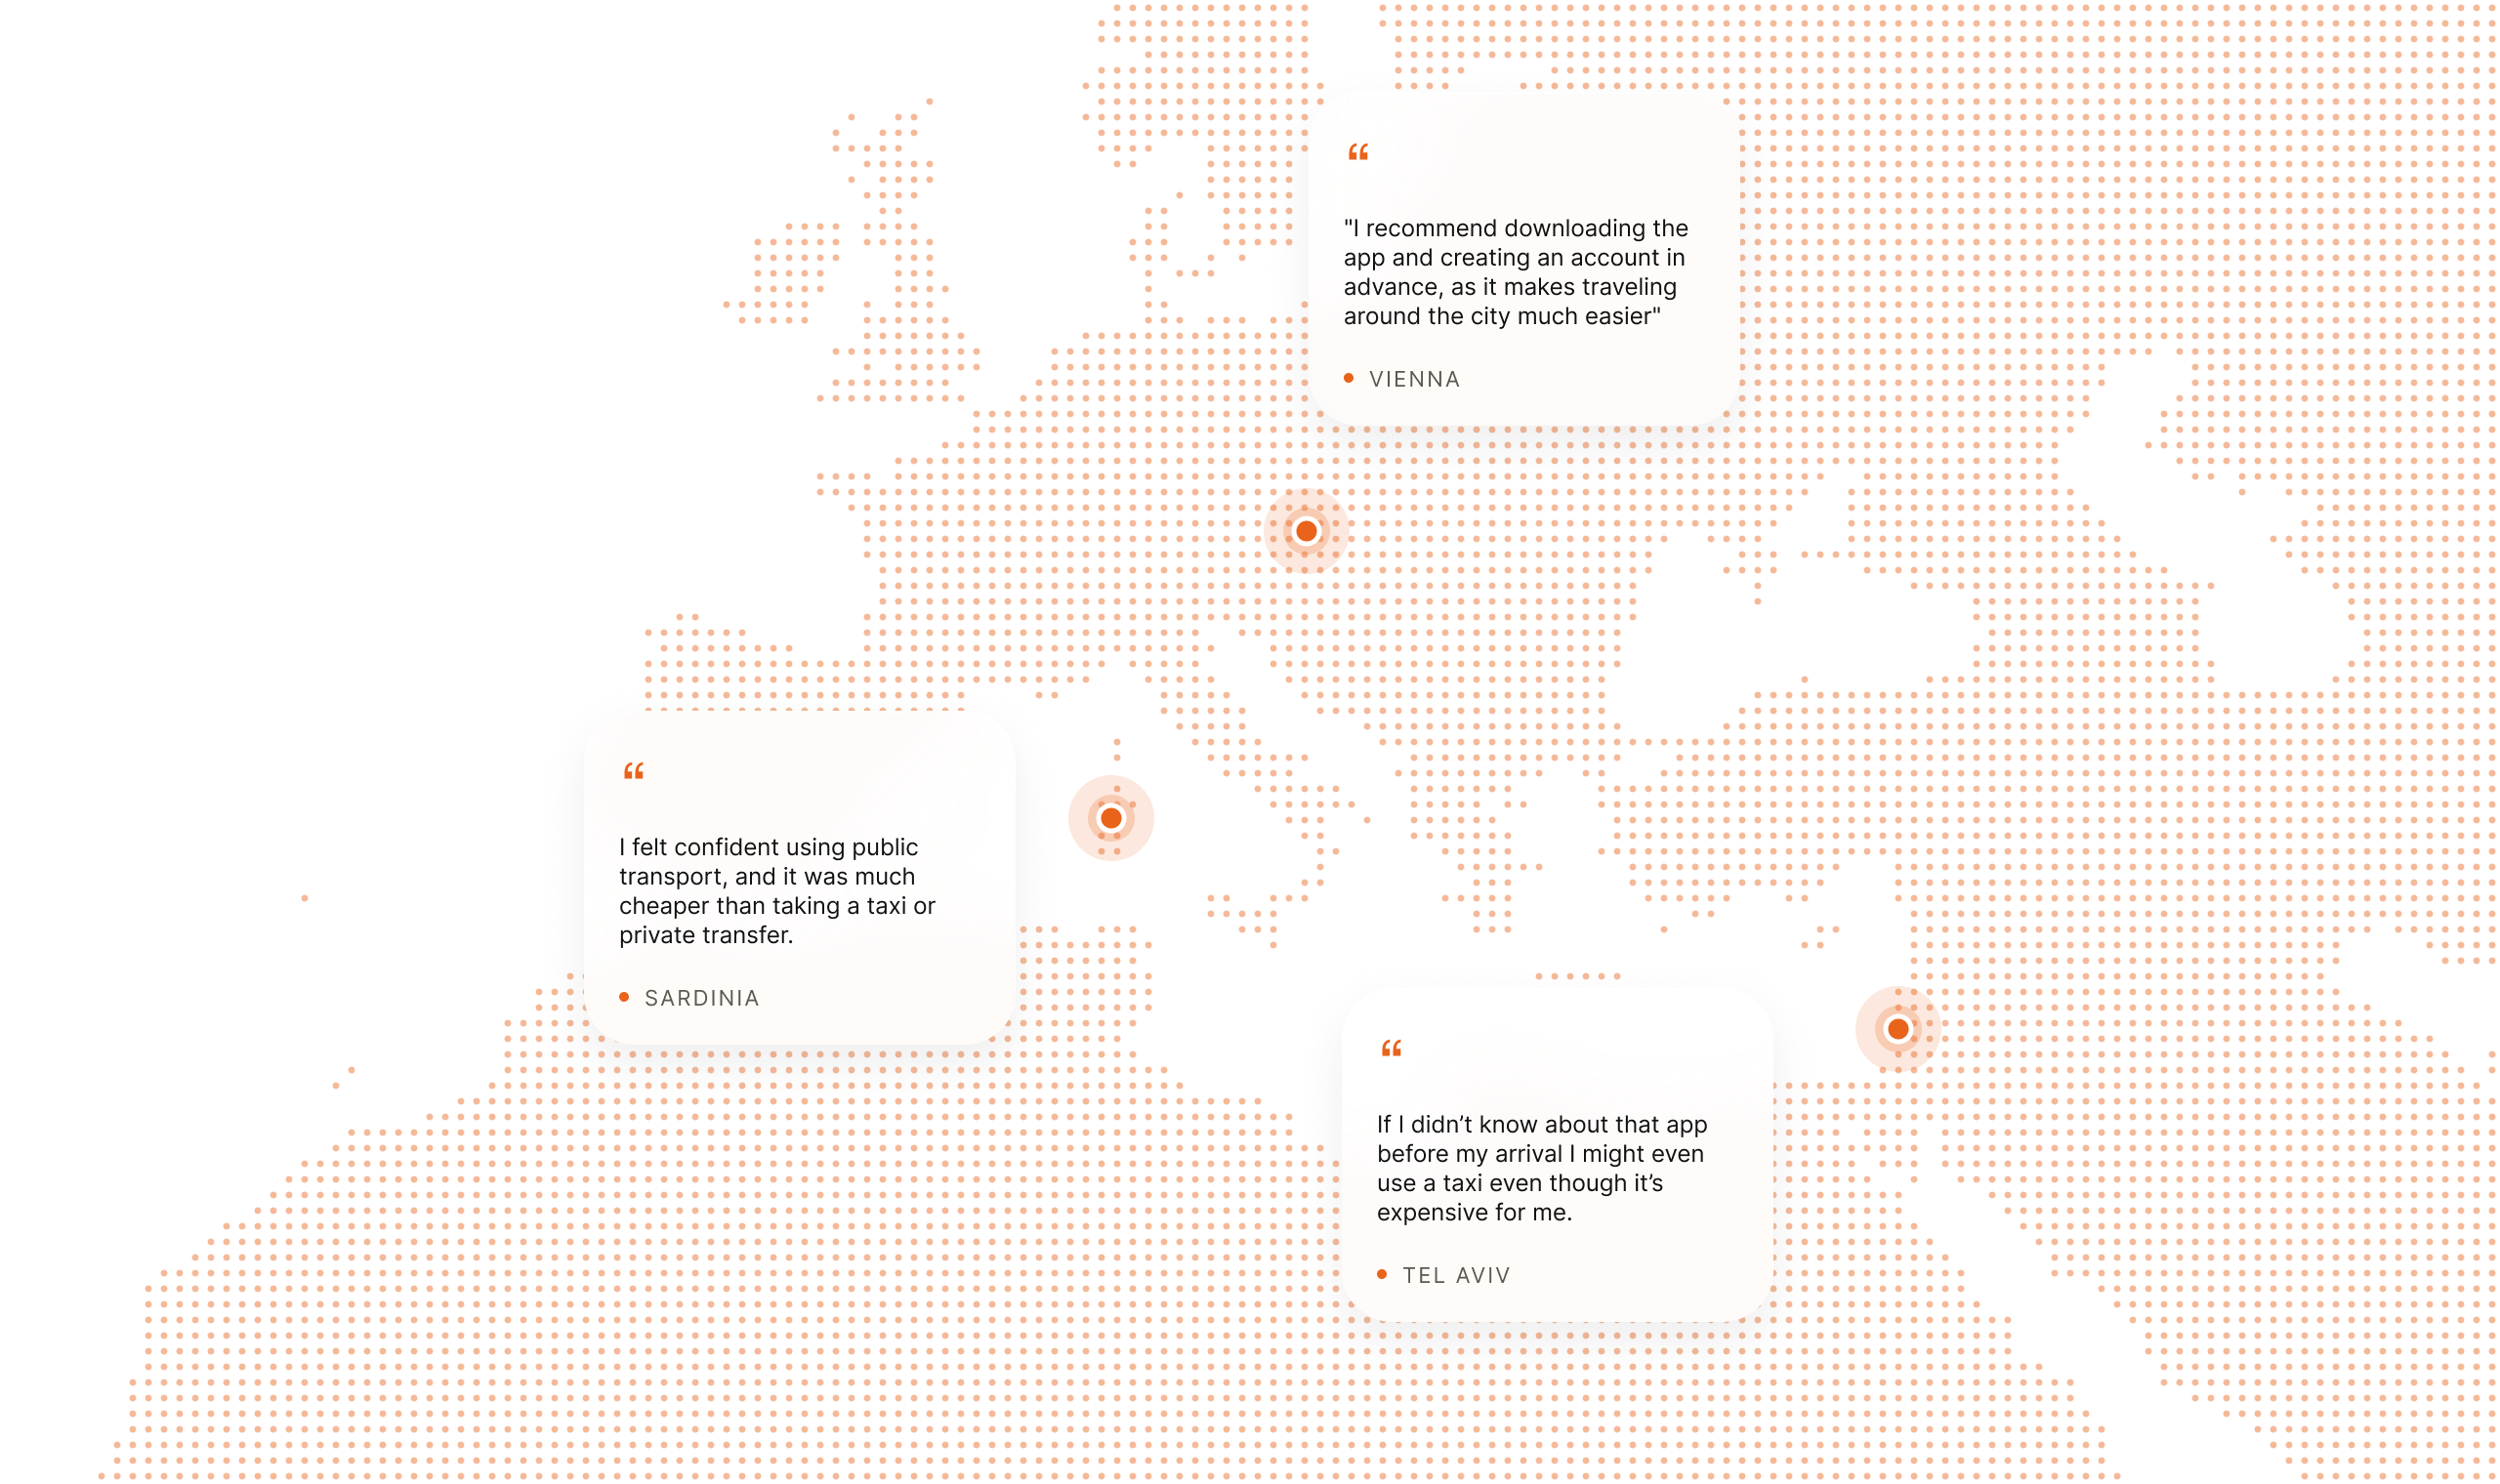 “
"I recommend downloading the
app and creating an account in
advance, as it makes traveling
around the city much easier"
VIENNA
“
I felt confident using public
transport, and it was much
cheaper than taking a taxi or
private transfer.
SARDINIA
“
If I didn’t know about that app
before my arrival I might even
use a taxi even though it’s
expensive for me.
TEL AVIV